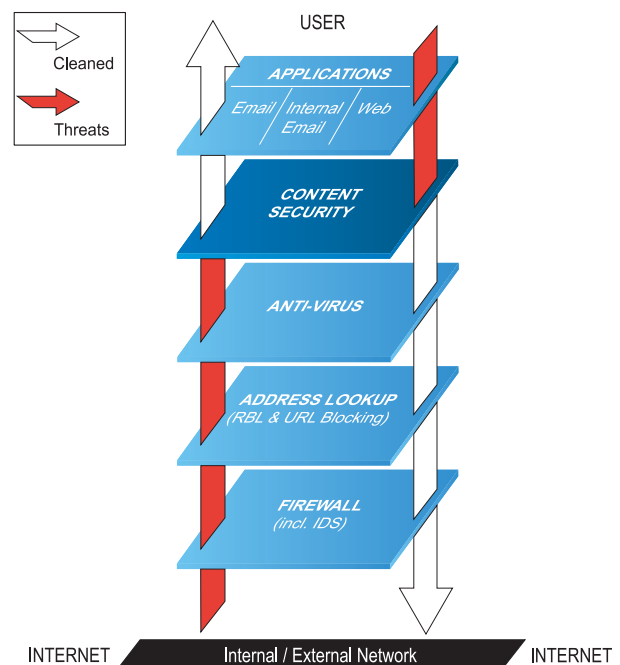 USER
Cleaned
Threats
APPLICATIONS
Email Internal Web
Email
CONTENT
SECURITY
ANTI-VIRUS
ADDRESS LOOKUP
(RBL & URL Blocking)
FIREWALL
(incl. IDS)
INTERNET Internal / External Network INTERNET